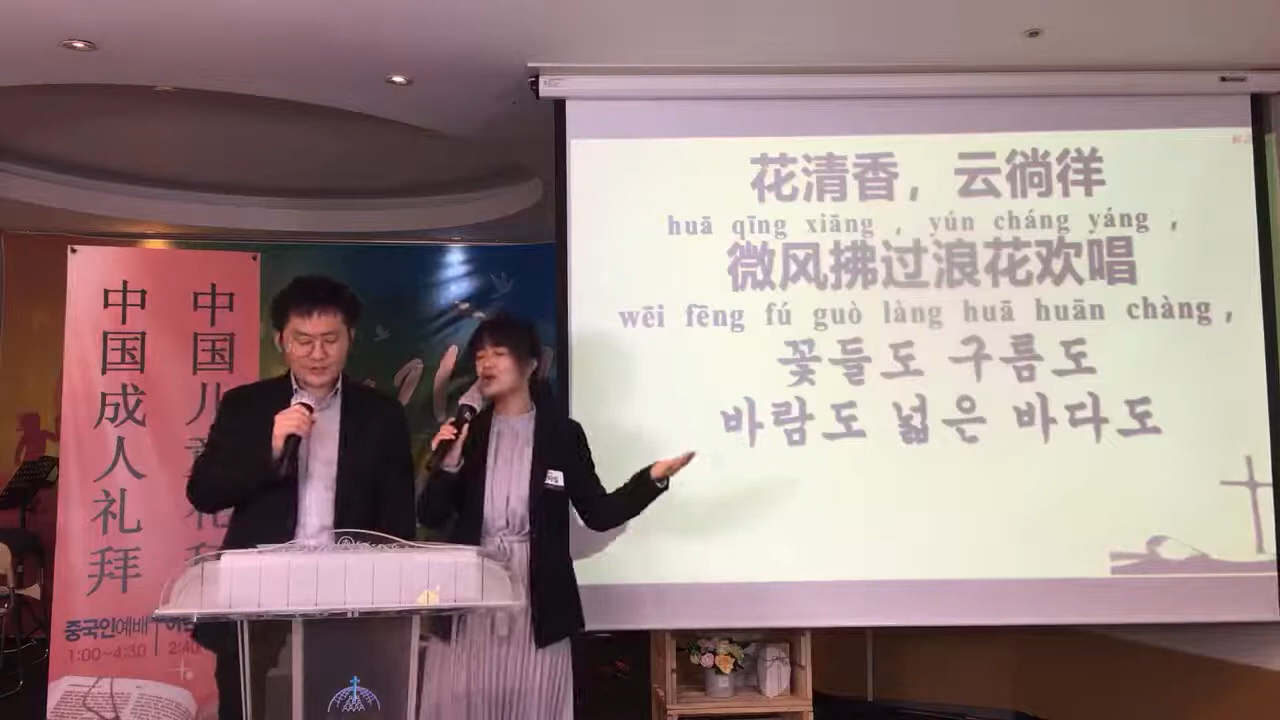 花清香，云徜徉
huā qīng xiāng , yún cháng yáng ,
微风拂过浪花欢唱
wēi fēng fú guò làng huā huān chàng ,
꽃들도 구름도
바람도 넓은 바다도
中国成人礼拜
中国儿
중국인예배
1:00~4:30
2:40